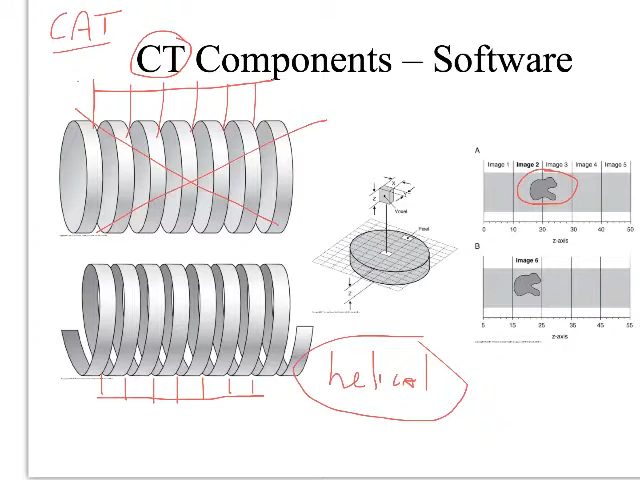 CAT
CT Components – Software
A
Image 1 Image 2 Image 3 Image 4 Image 5
0 10 20 30 40 50
z-axis
X
Y
Z
Voxel
Pixel
Z
B
Image 6
5 15 25 35 45 55
z-axis
helical